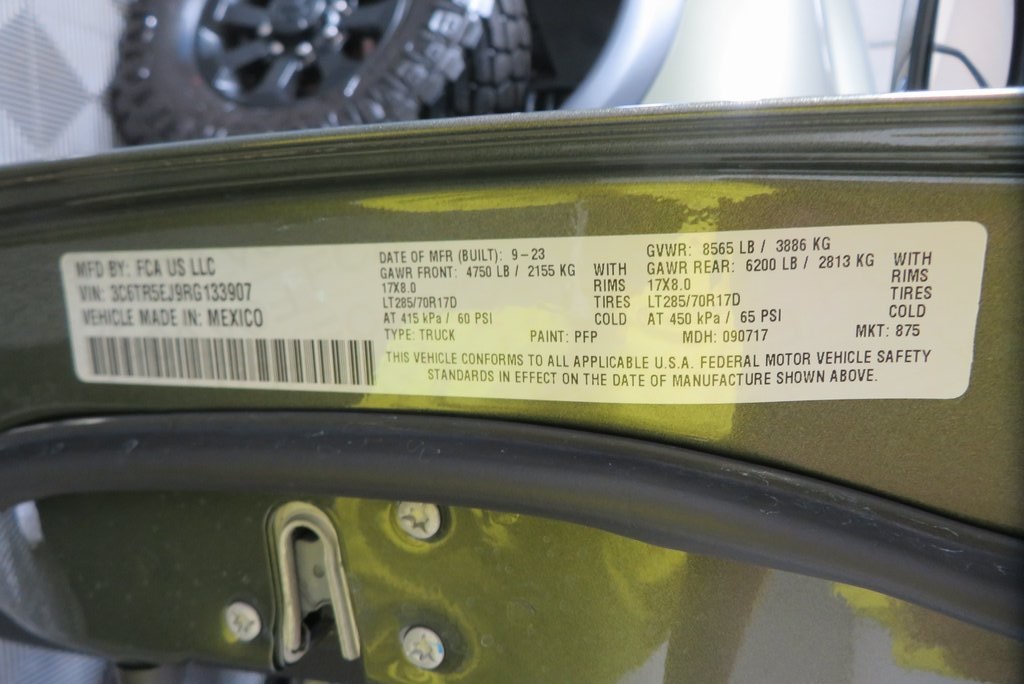 MFD BY: FCA US LLC
VIN: 3C6TR5EJ9RG133907
VEHICLE MADE IN: MEXICO
DATE OF MFR (BUILT): 9-23
GAWR FRONT: 4750 LB / 2155 KG WITH
17X8.0 RIMS
LT285/70R17D TIRES
AT 415 kPa / 60 PSI COLD
GVWR: 8565 LB / 3886 KG
GAWR REAR: 6200 LB / 2813 KG WITH
17X8.0 RIMS
LT285/70R17D TIRES
AT 450 kPa / 65 PSI COLD
TYPE: TRUCK PAINT: PFP MDH: 090717 MKT: 875
THIS VEHICLE CONFORMS TO ALL APPLICABLE U.S.A. FEDERAL MOTOR VEHICLE SAFETY
STANDARDS IN EFFECT ON THE DATE OF MANUFACTURE SHOWN ABOVE.